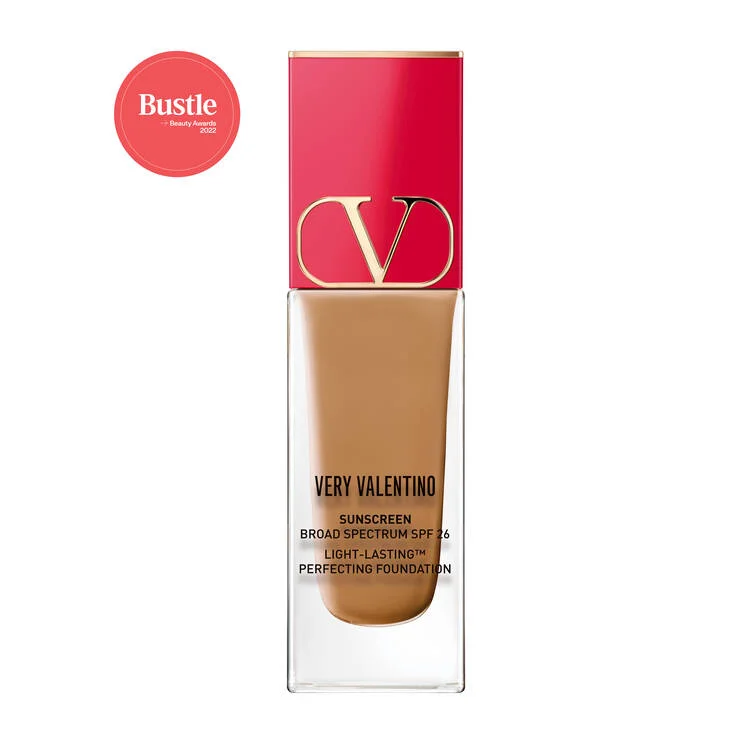 Bustle
→ Beauty Awards
2022
V
VERY VALENTINO
SUNSCREEN
BROAD SPECTRUM SPF 26
LIGHT-LASTING™
PERFECTING FOUNDATION